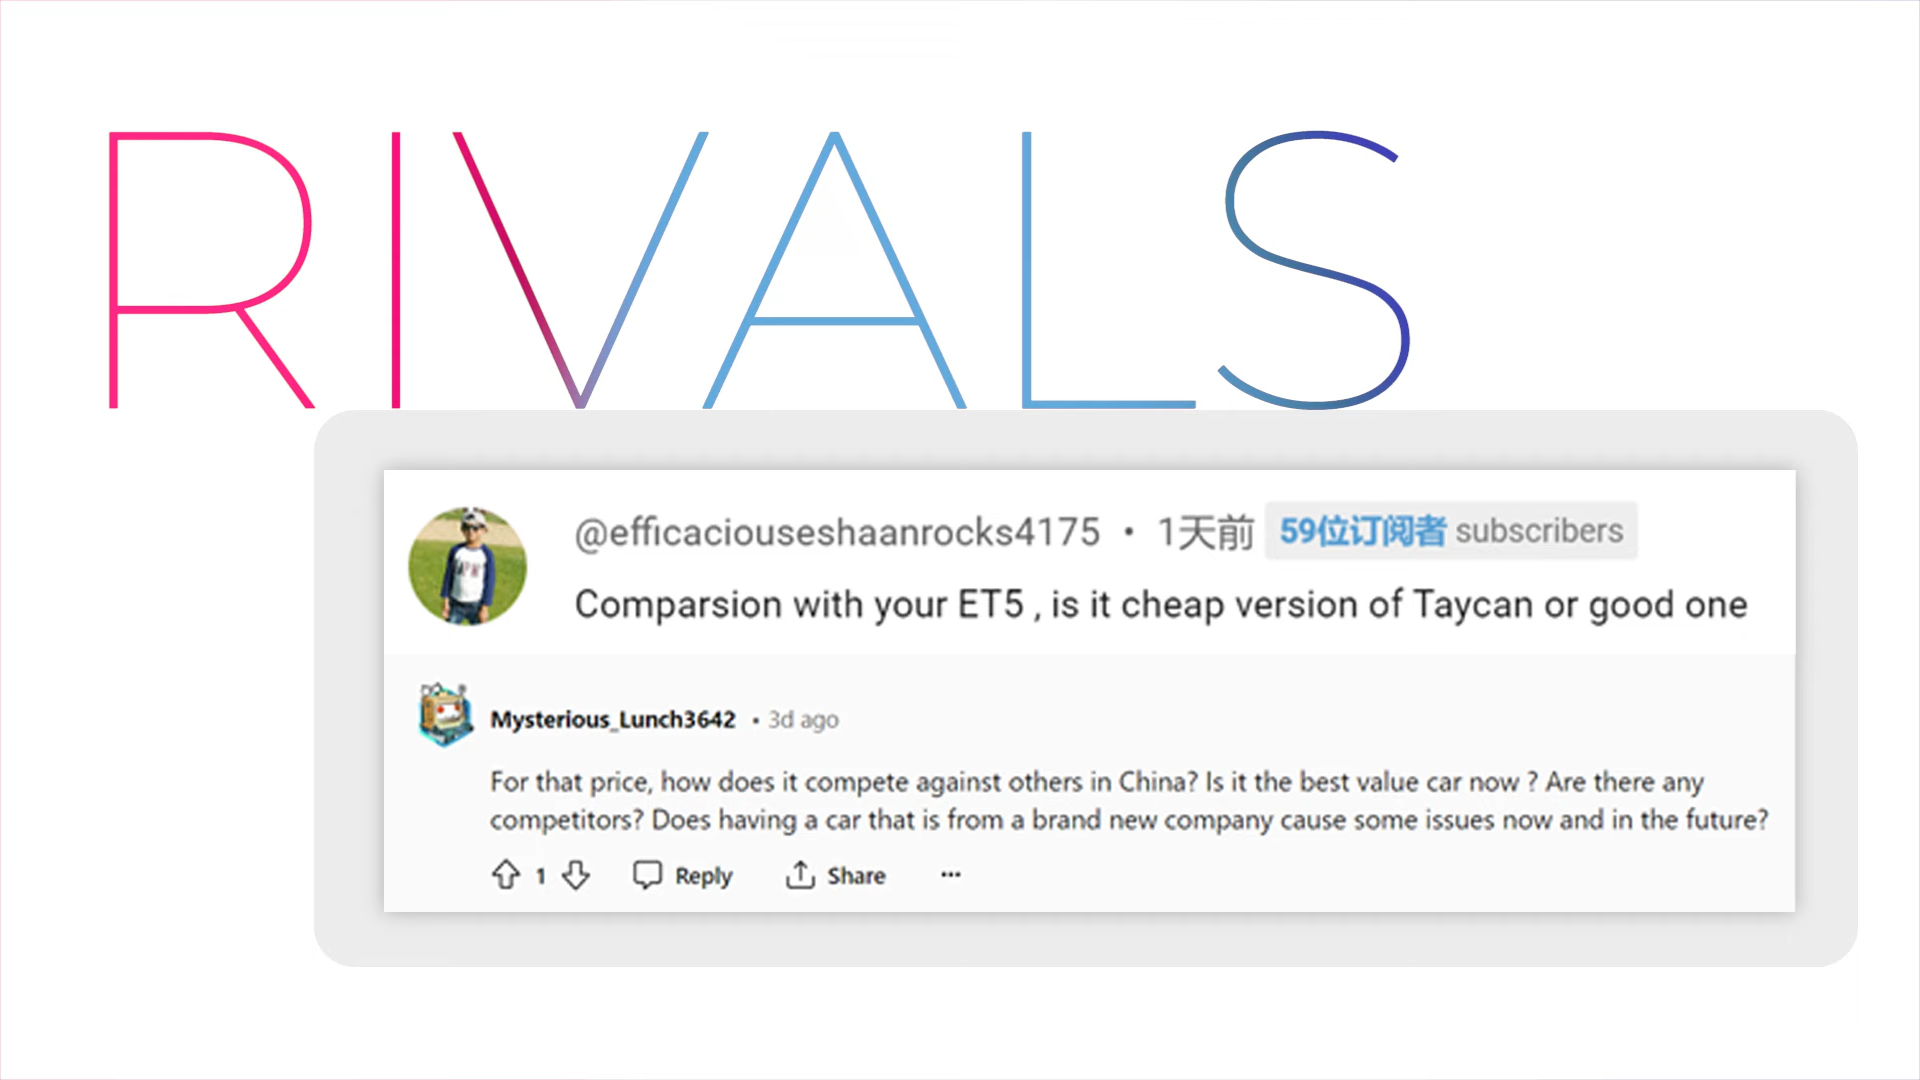 RIVALS
@efficaciouseshaanrocks4175 • 1天前 59位订阅者 subscribers
Comparsion with your ET5 , is it cheap version of Taycan or good one
Mysterious_Lunch3642 • 3d ago
For that price, how does it compete against others in China? Is it the best value car now ? Are there any
competitors? Does having a car that is from a brand new company cause some issues now and in the future?
1 Reply Share ...